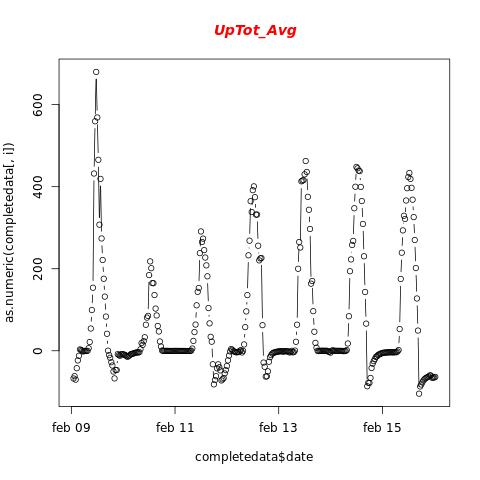 UpTot_Avg
as.numeric(completedata[, i])
600
400
200
0
feb 09
feb 11
feb 13
feb 15
completedata$date